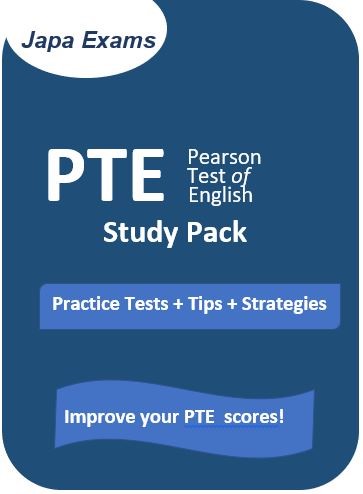 Japa Exams
PTE
Pearson
Test of
English
Study Pack
Practice Tests + Tips + Strategies
Improve your PTE scores!